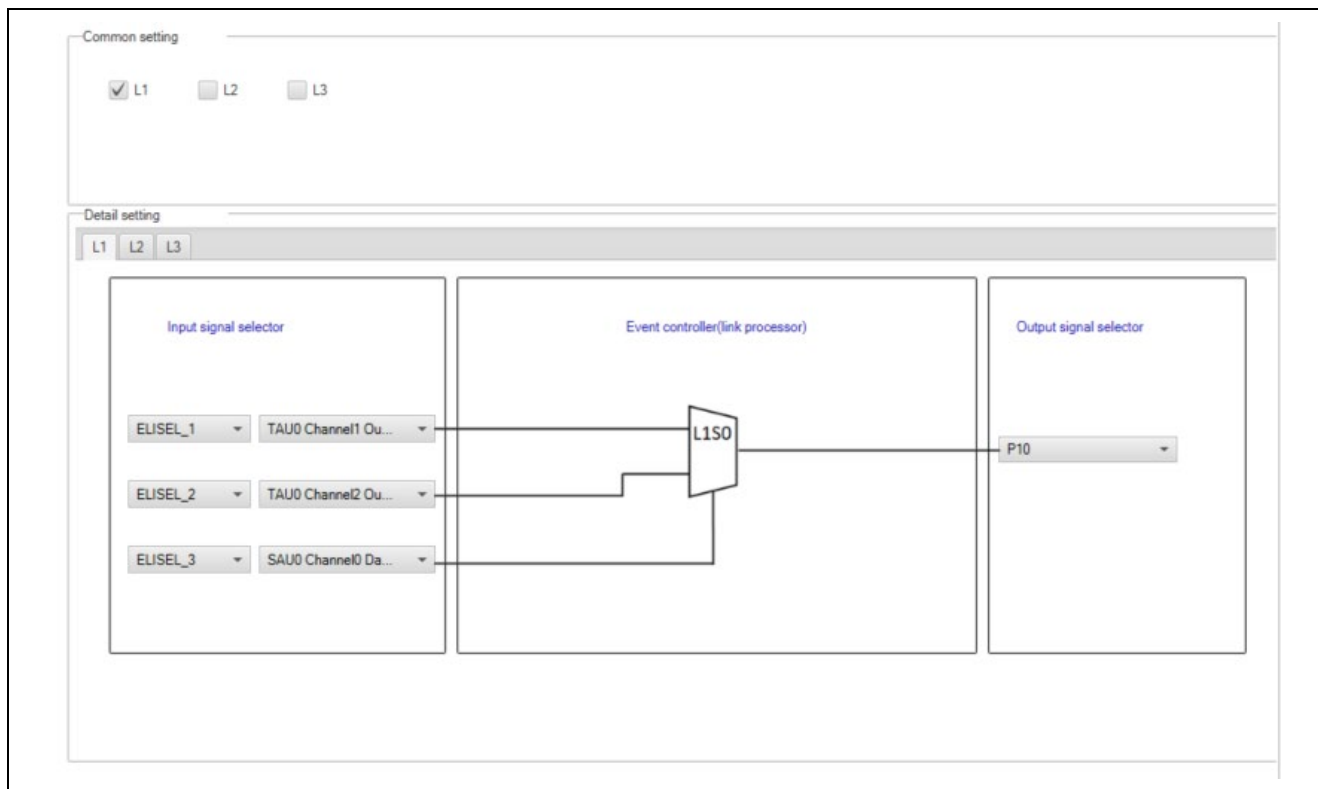 Common setting
L1 L2 L3
Detail setting
L1 L2 L3
Input signal selector
Event controller(link processor)
Output signal selector
ELISEL_1 TAU0 Channel1 Ou...
L1S0
P10
ELISEL_2 TAU0 Channel2 Ou...
ELISEL_3 SAU0 Channel0 Da...